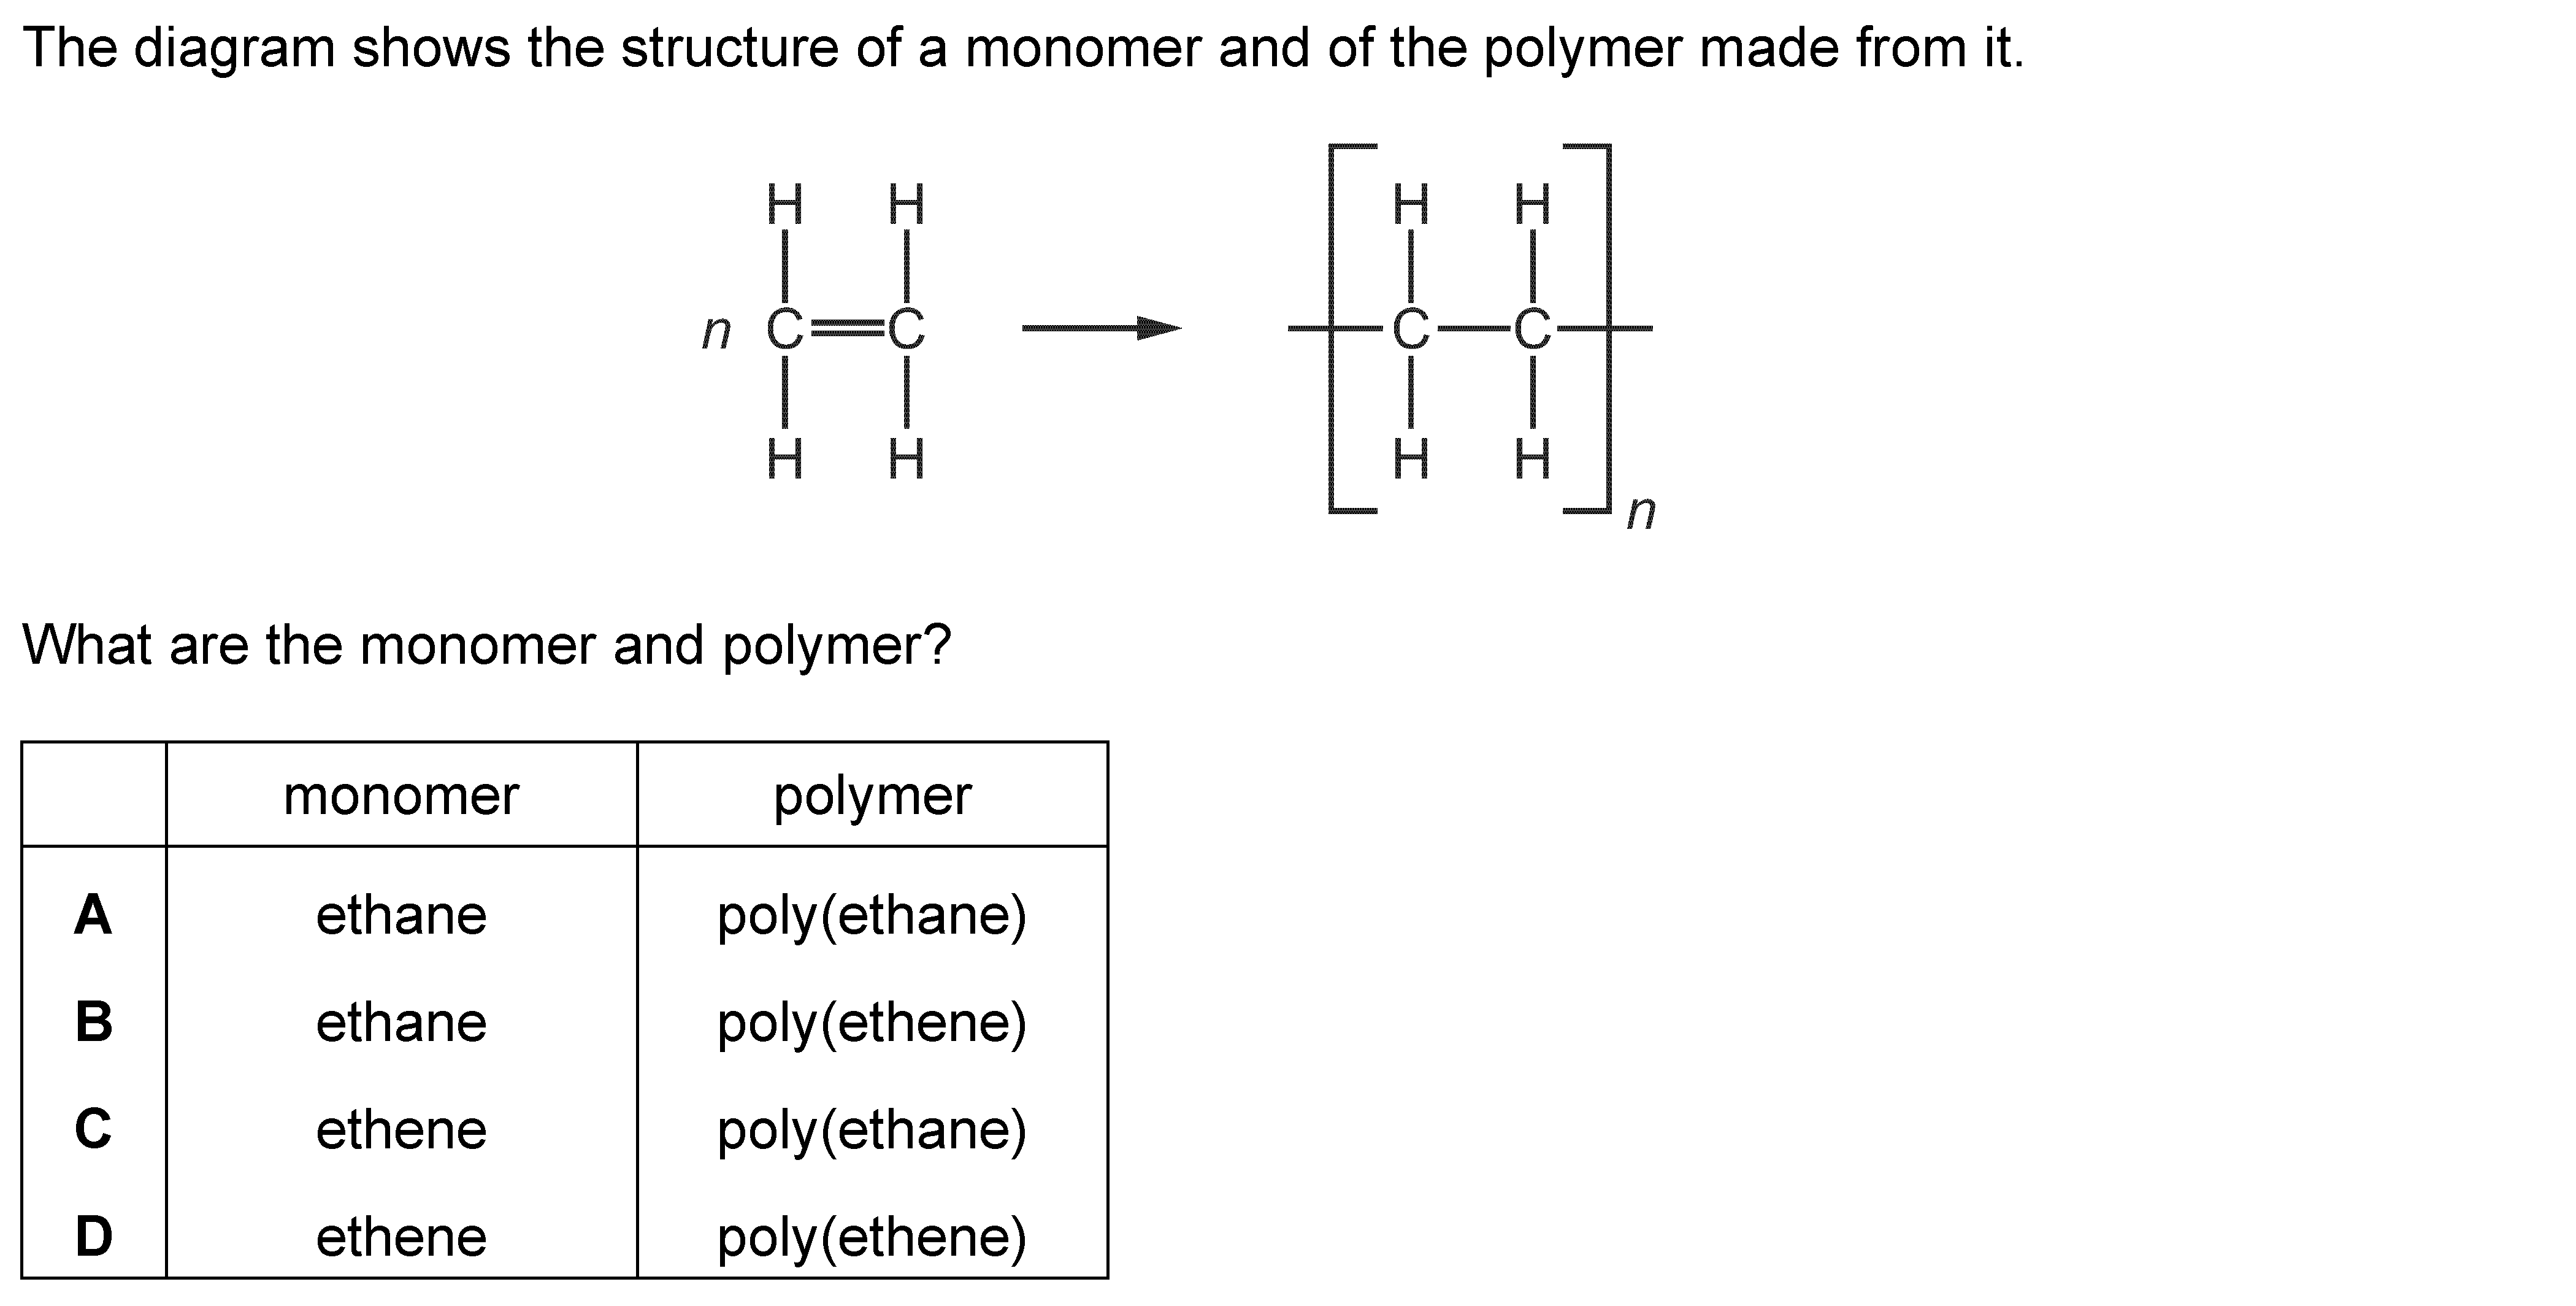 The diagram shows the structure of a monomer and of the polymer made from it.
H H H H
n C C C C
H H H H
n
What are the monomer and polymer?
monomer polymer
A ethane poly(ethane)
B ethane poly(ethene)
C ethene poly(ethane)
D ethene poly(ethene)